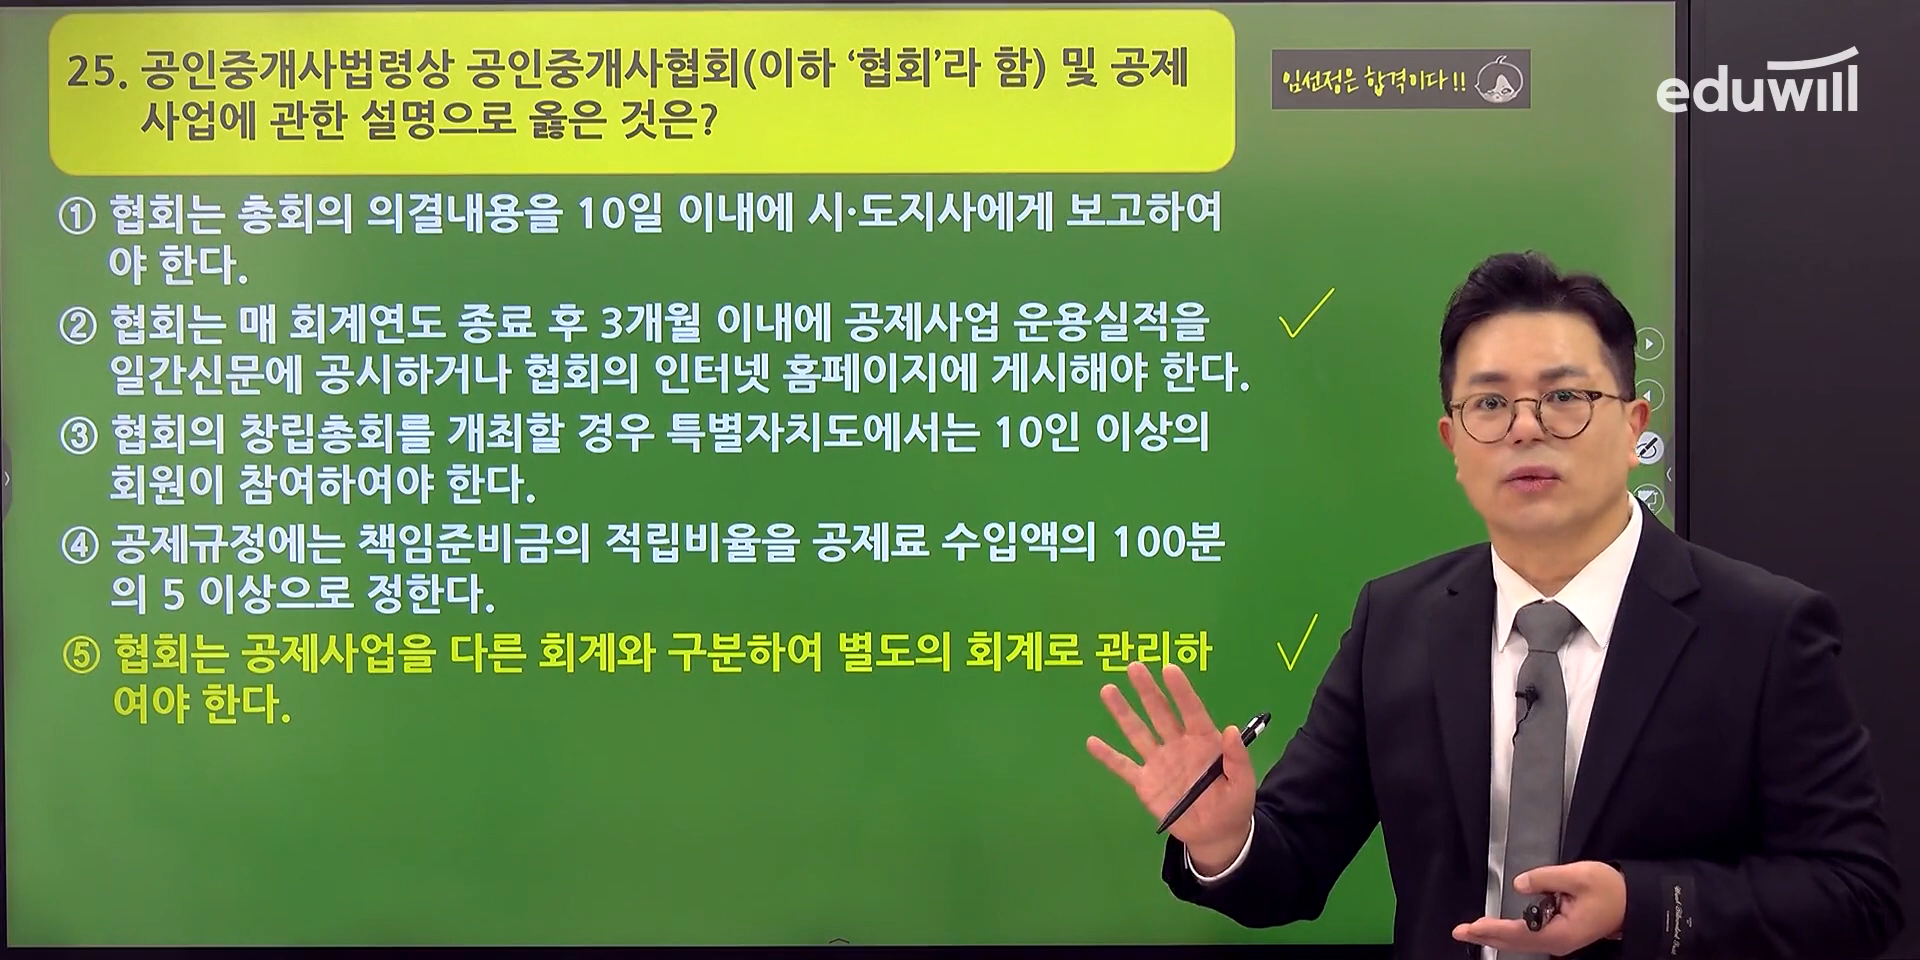 25. 공인중개사법령상 공인중개사협회(이하 ‘협회’라 함) 및 공제
사업에 관한 설명으로 옳은 것은?
임선정은 합격이다!!
eduwill
① 협회는 총회의 의결내용을 10일 이내에 시·도지사에게 보고하여
야 한다.
② 협회는 매 회계연도 종료 후 3개월 이내에 공제사업 운용실적을
일간신문에 공시하거나 협회의 인터넷 홈페이지에 게시해야 한다.
③ 협회의 창립총회를 개최할 경우 특별자치도에서는 10인 이상의
회원이 참여하여야 한다.
④ 공제규정에는 책임준비금의 적립비율을 공제료 수입액의 100분
의 5 이상으로 정한다.
⑤ 협회는 공제사업을 다른 회계와 구분하여 별도의 회계로 관리하
여야 한다.